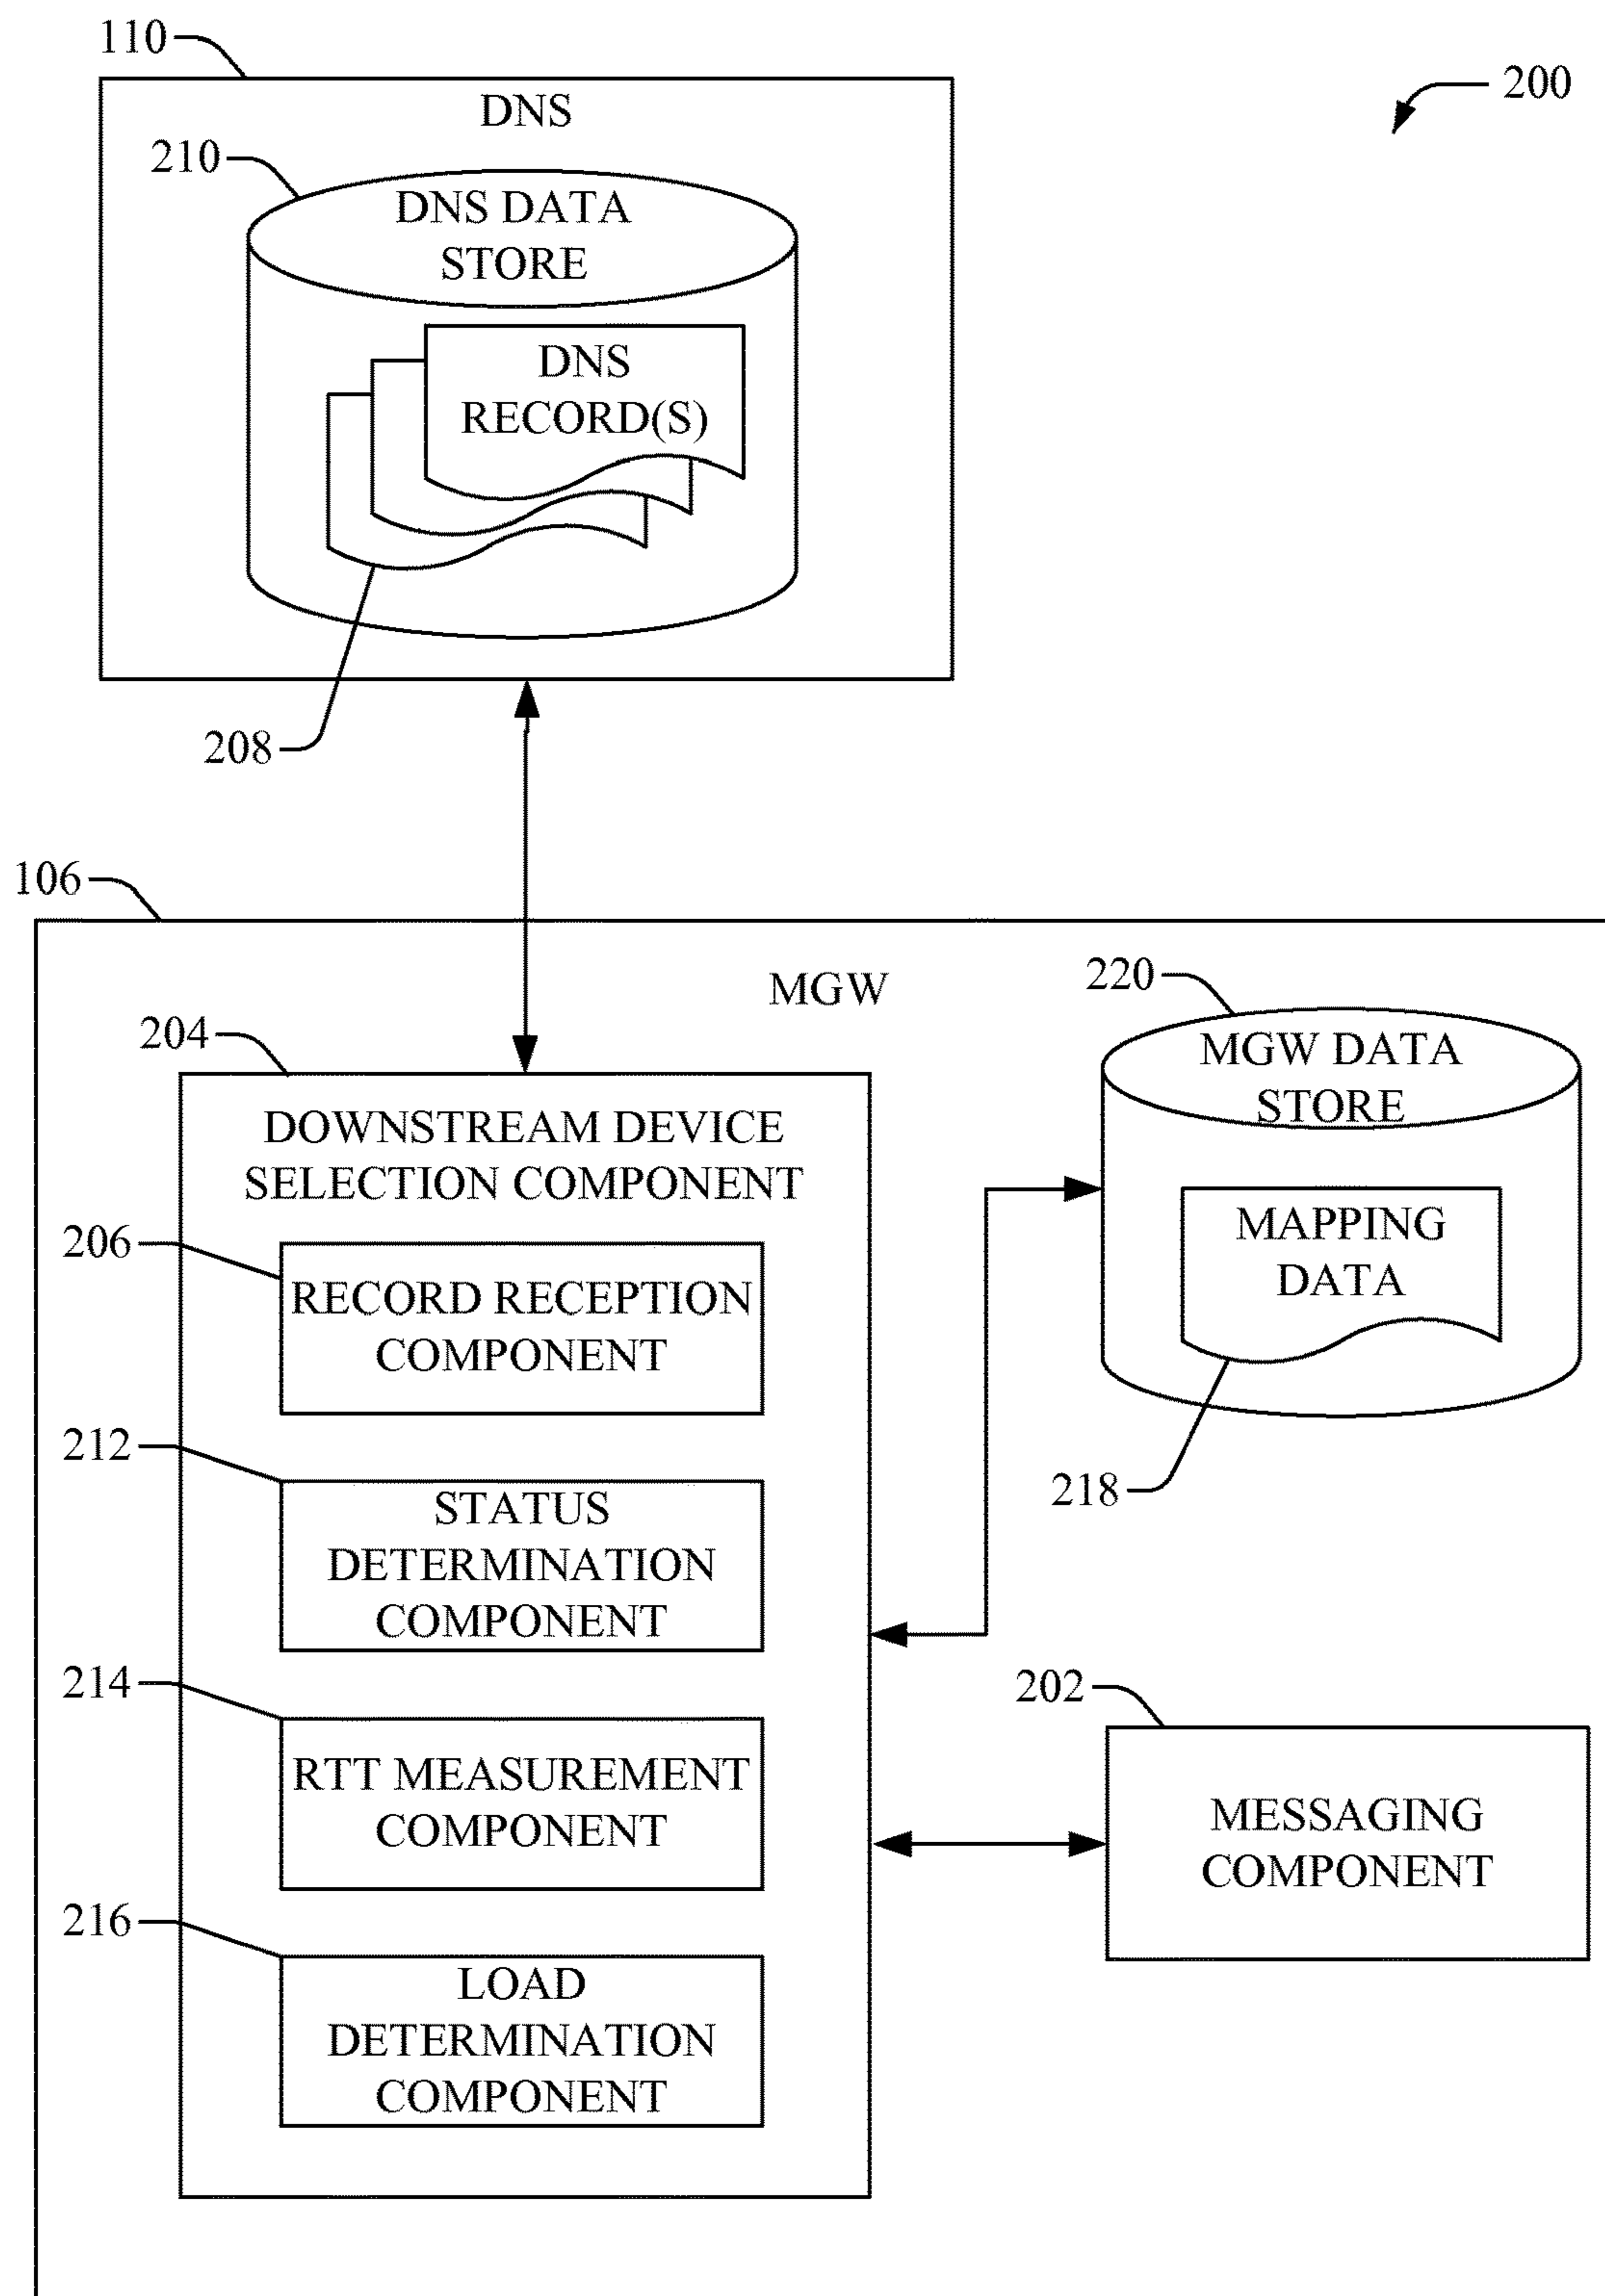 110
200
DNS
210
DNS DATA
STORE
DNS
RECORD(S)
208
106
MGW
220
204
MGW DATA
STORE
DOWNSTREAM DEVICE
SELECTION COMPONENT
206
MAPPING
DATA
RECORD RECEPTION
COMPONENT
212
218
STATUS
DETERMINATION
COMPONENT
214
202
RTT MEASUREMENT
COMPONENT
MESSAGING
COMPONENT
216
LOAD
DETERMINATION
COMPONENT